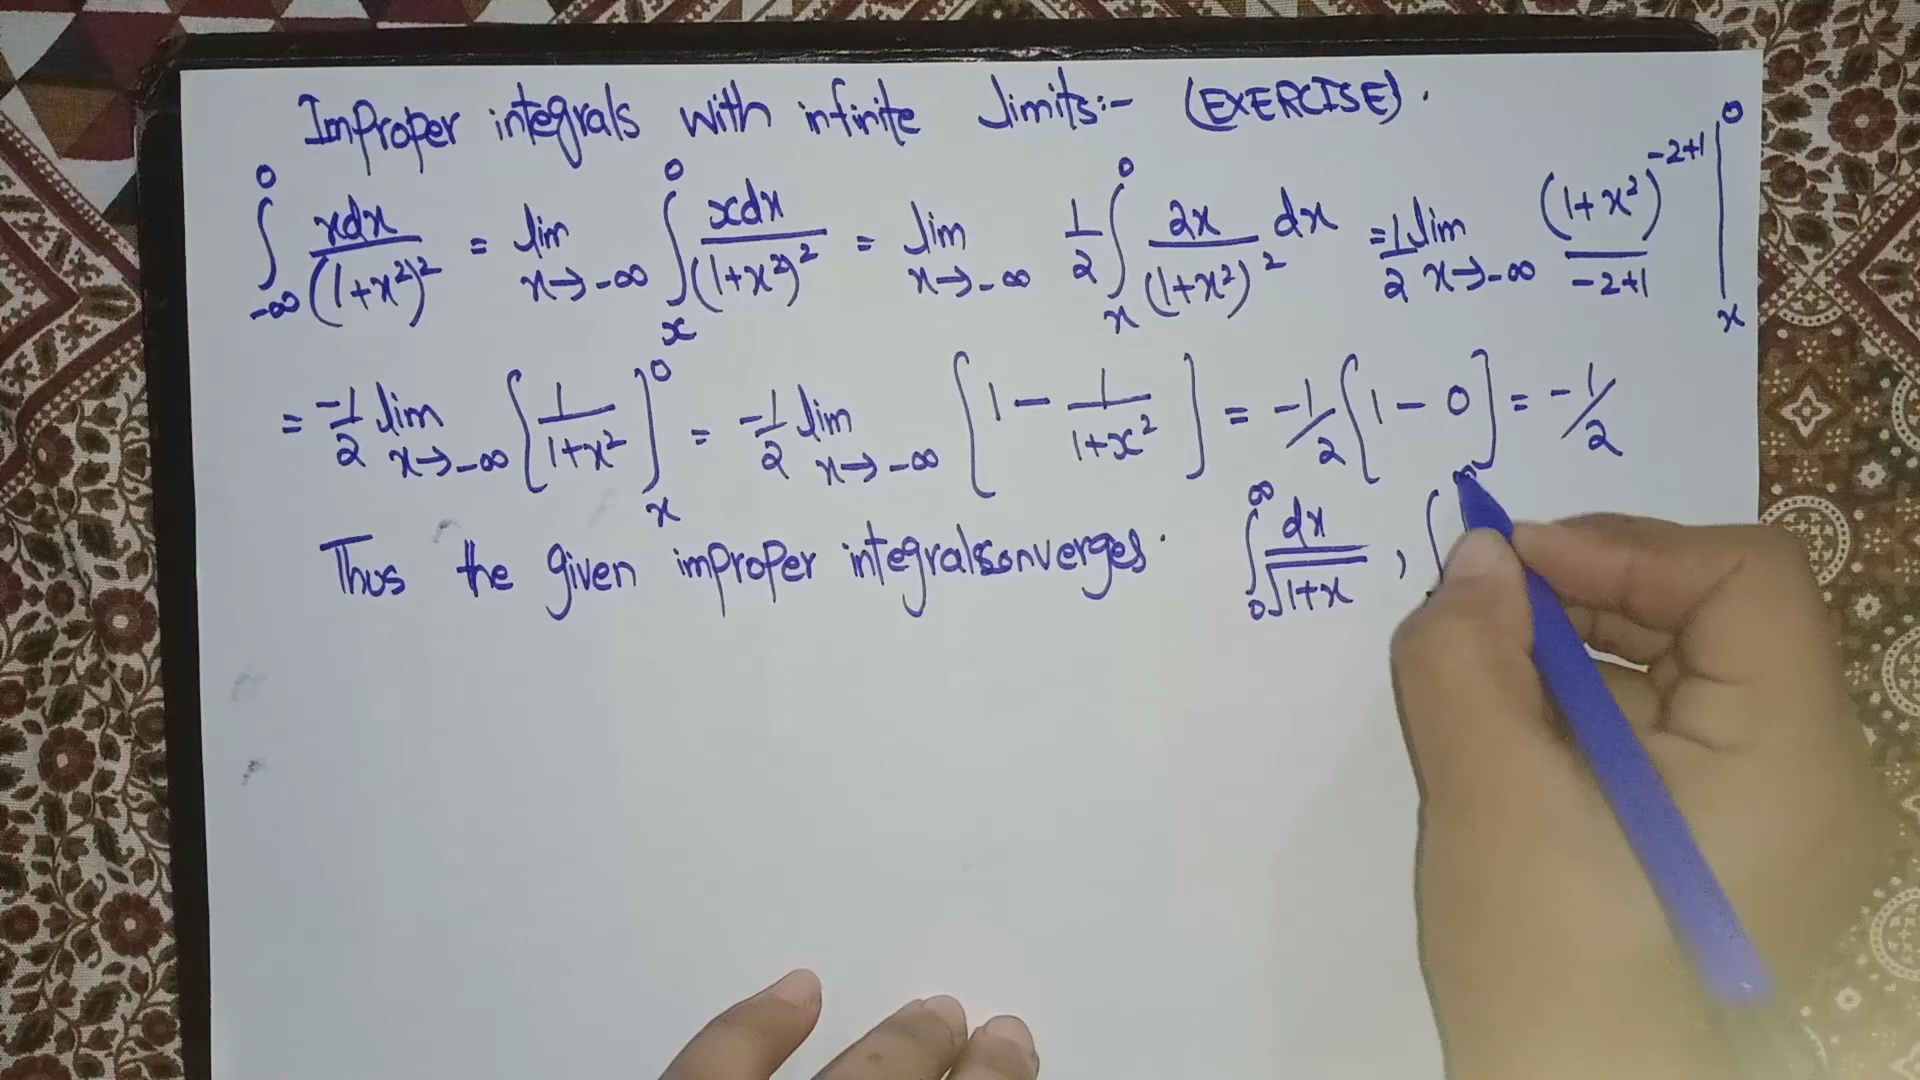 Improper integrals with infinite limits:- (EXERCISE).
∫_{-∞}^{0} xdx/(1+x²)² = lim_{x→-∞} ∫_{x}^{0} xdx/(1+x²)² = lim_{x→-∞} 1/2 ∫_{x}^{0} 2x/(1+x²)² dx = 1/2 lim_{x→-∞} (1+x²)^{-2+1}/(-2+1) |_{x}^{0}
= -1/2 lim_{x→-∞} [1/(1+x²)]_{x}^{0} = -1/2 lim_{x→-∞} [1 - 1/(1+x²)] = -1/2 [1 - 0] = -1/2
Thus the given improper integralsonverges. ∫_{0}^{∞} dx/√(1+x) , ∫^{∞}